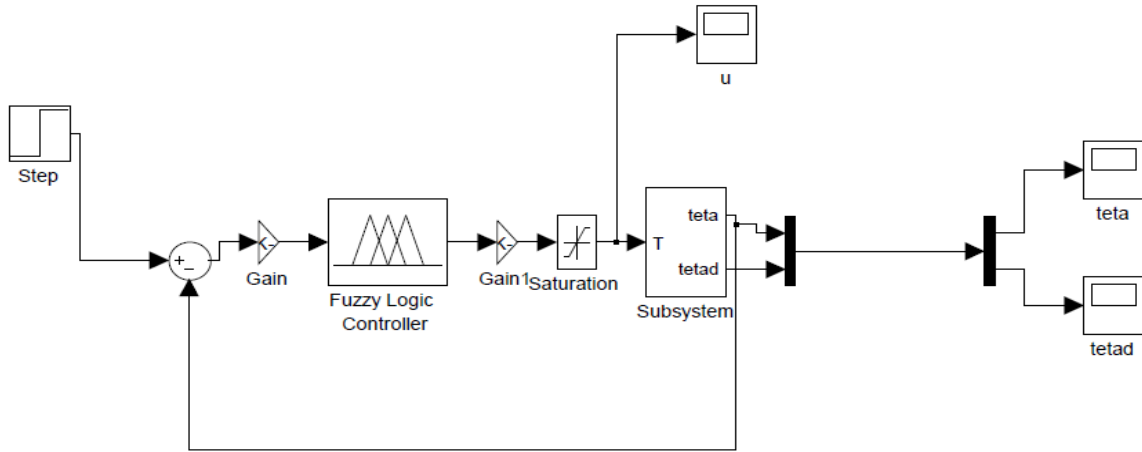 u
Step
teta
+
-
Gain
Fuzzy Logic
Controller
Gain1
Saturation
T
teta
tetad
Subsystem
tetad